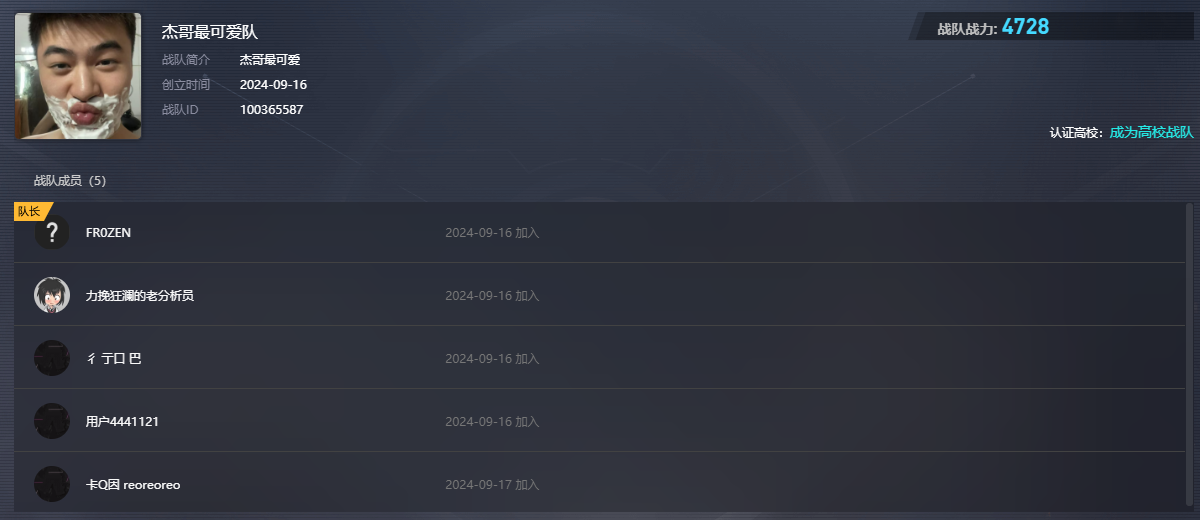 杰哥最可爱队
战队战力: 4728
战队简介 杰哥最可爱
创立时间 2024-09-16
战队ID 100365587
认证高校: 成为高校战队
战队成员（5）
队长
?
FR0ZEN 2024-09-16 加入
力挽狂澜的老分析员 2024-09-16 加入
彳 亍口 巴 2024-09-16 加入
用户4441121 2024-09-16 加入
卡Q因 reoreoreo 2024-09-17 加入